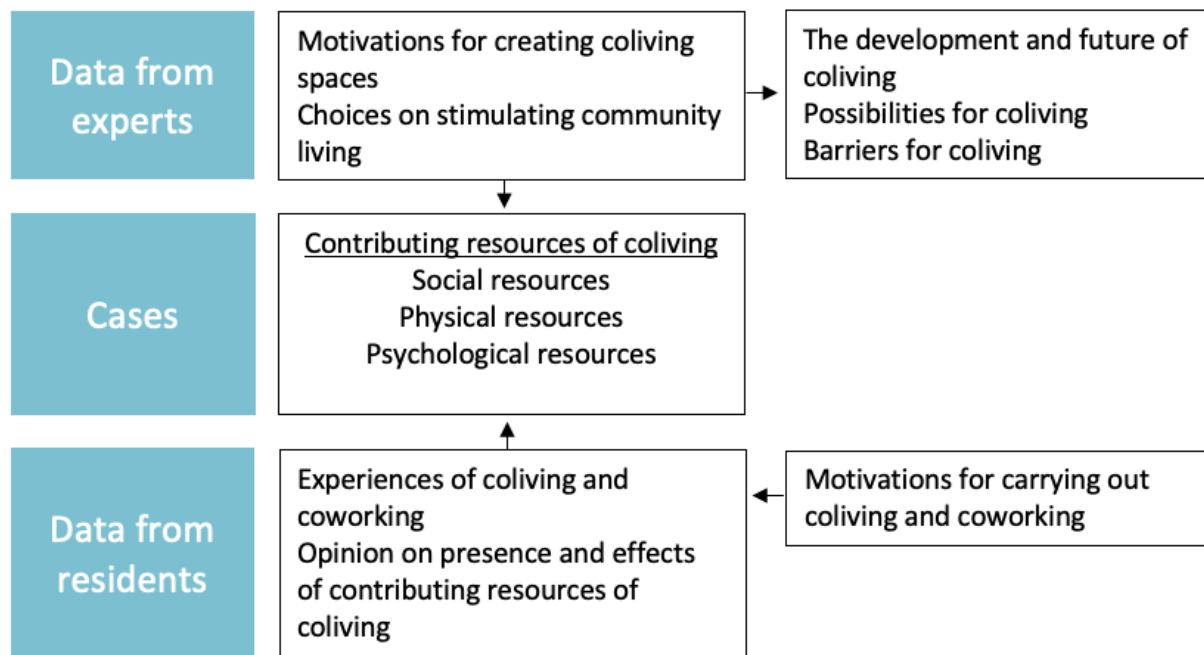 Data from
experts
Motivations for creating coliving
spaces
Choices on stimulating community
living
The development and future of
coliving
Possibilities for coliving
Barriers for coliving
Cases
Contributing resources of coliving
Social resources
Physical resources
Psychological resources
Data from
residents
Experiences of coliving and
coworking
Opinion on presence and effects
of contributing resources of
coliving
Motivations for carrying out
coliving and coworking